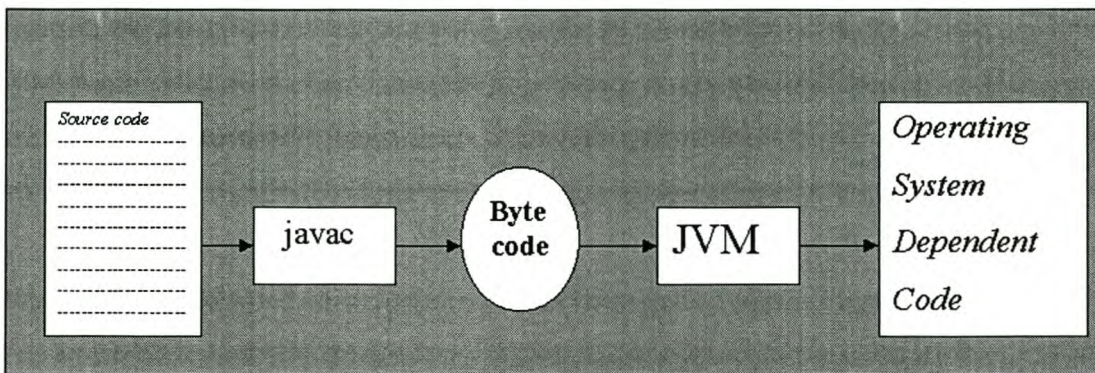 Source code
javac
Byte
code
JVM
Operating
System
Dependent
Code